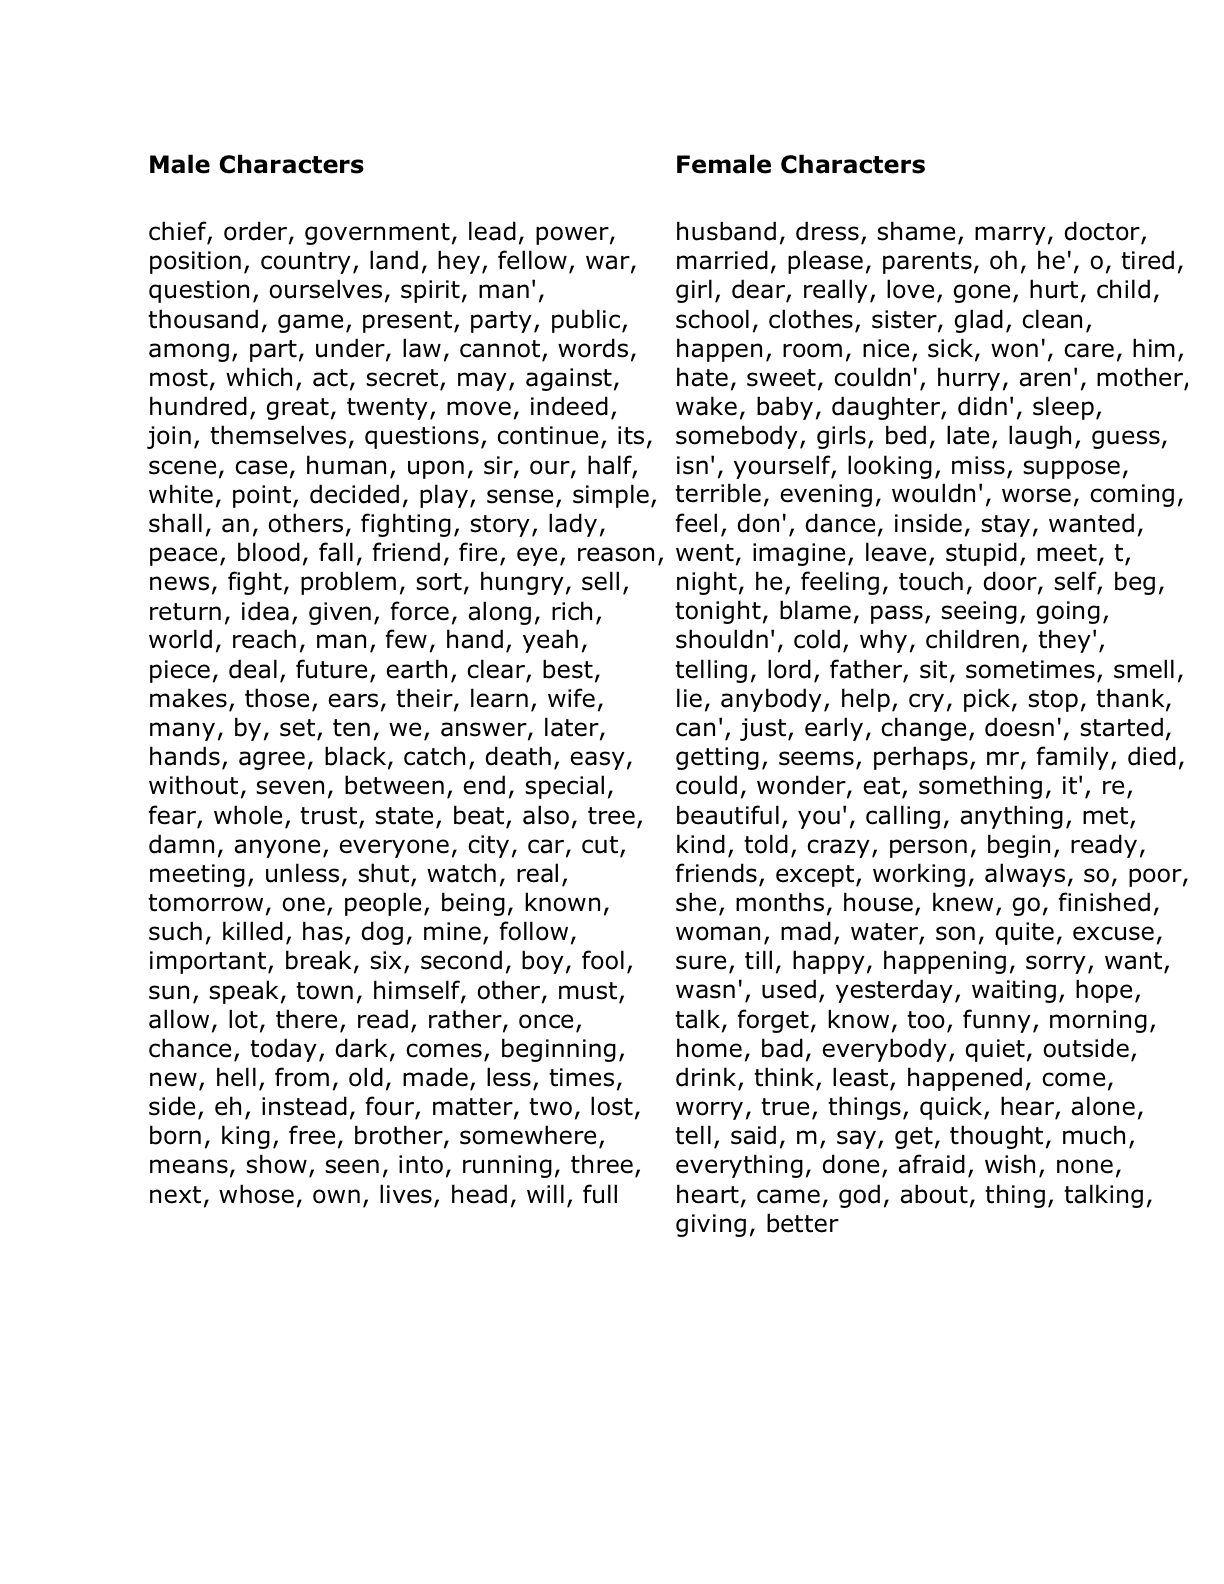 Male Characters
chief, order, government, lead, power,
position, country, land, hey, fellow, war,
question, ourselves, spirit, man',
thousand, game, present, party, public,
among, part, under, law, cannot, words,
most, which, act, secret, may, against,
hundred, great, twenty, move, indeed,
join, themselves, questions, continue, its,
scene, case, human, upon, sir, our, half,
white, point, decided, play, sense, simple,
shall, an, others, fighting, story, lady,
peace, blood, fall, friend, fire, eye, reason,
news, fight, problem, sort, hungry, sell,
return, idea, given, force, along, rich,
world, reach, man, few, hand, yeah,
piece, deal, future, earth, clear, best,
makes, those, ears, their, learn, wife,
many, by, set, ten, we, answer, later,
hands, agree, black, catch, death, easy,
without, seven, between, end, special,
fear, whole, trust, state, beat, also, tree,
damn, anyone, everyone, city, car, cut,
meeting, unless, shut, watch, real,
tomorrow, one, people, being, known,
such, killed, has, dog, mine, follow,
important, break, six, second, boy, fool,
sun, speak, town, himself, other, must,
allow, lot, there, read, rather, once,
chance, today, dark, comes, beginning,
new, hell, from, old, made, less, times,
side, eh, instead, four, matter, two, lost,
born, king, free, brother, somewhere,
means, show, seen, into, running, three,
next, whose, own, lives, head, will, full
Female Characters
husband, dress, shame, marry, doctor,
married, please, parents, oh, he', o, tired,
girl, dear, really, love, gone, hurt, child,
school, clothes, sister, glad, clean,
happen, room, nice, sick, won', care, him,
hate, sweet, couldn', hurry, aren', mother,
wake, baby, daughter, didn', sleep,
somebody, girls, bed, late, laugh, guess,
isn', yourself, looking, miss, suppose,
terrible, evening, wouldn', worse, coming,
feel, don', dance, inside, stay, wanted,
went, imagine, leave, stupid, meet, t,
night, he, feeling, touch, door, self, beg,
tonight, blame, pass, seeing, going,
shouldn', cold, why, children, they',
telling, lord, father, sit, sometimes, smell,
lie, anybody, help, cry, pick, stop, thank,
can', just, early, change, doesn', started,
getting, seems, perhaps, mr, family, died,
could, wonder, eat, something, it', re,
beautiful, you', calling, anything, met,
kind, told, crazy, person, begin, ready,
friends, except, working, always, so, poor,
she, months, house, knew, go, finished,
woman, mad, water, son, quite, excuse,
sure, till, happy, happening, sorry, want,
wasn', used, yesterday, waiting, hope,
talk, forget, know, too, funny, morning,
home, bad, everybody, quiet, outside,
drink, think, least, happened, come,
worry, true, things, quick, hear, alone,
tell, said, m, say, get, thought, much,
everything, done, afraid, wish, none,
heart, came, god, about, thing, talking,
giving, better